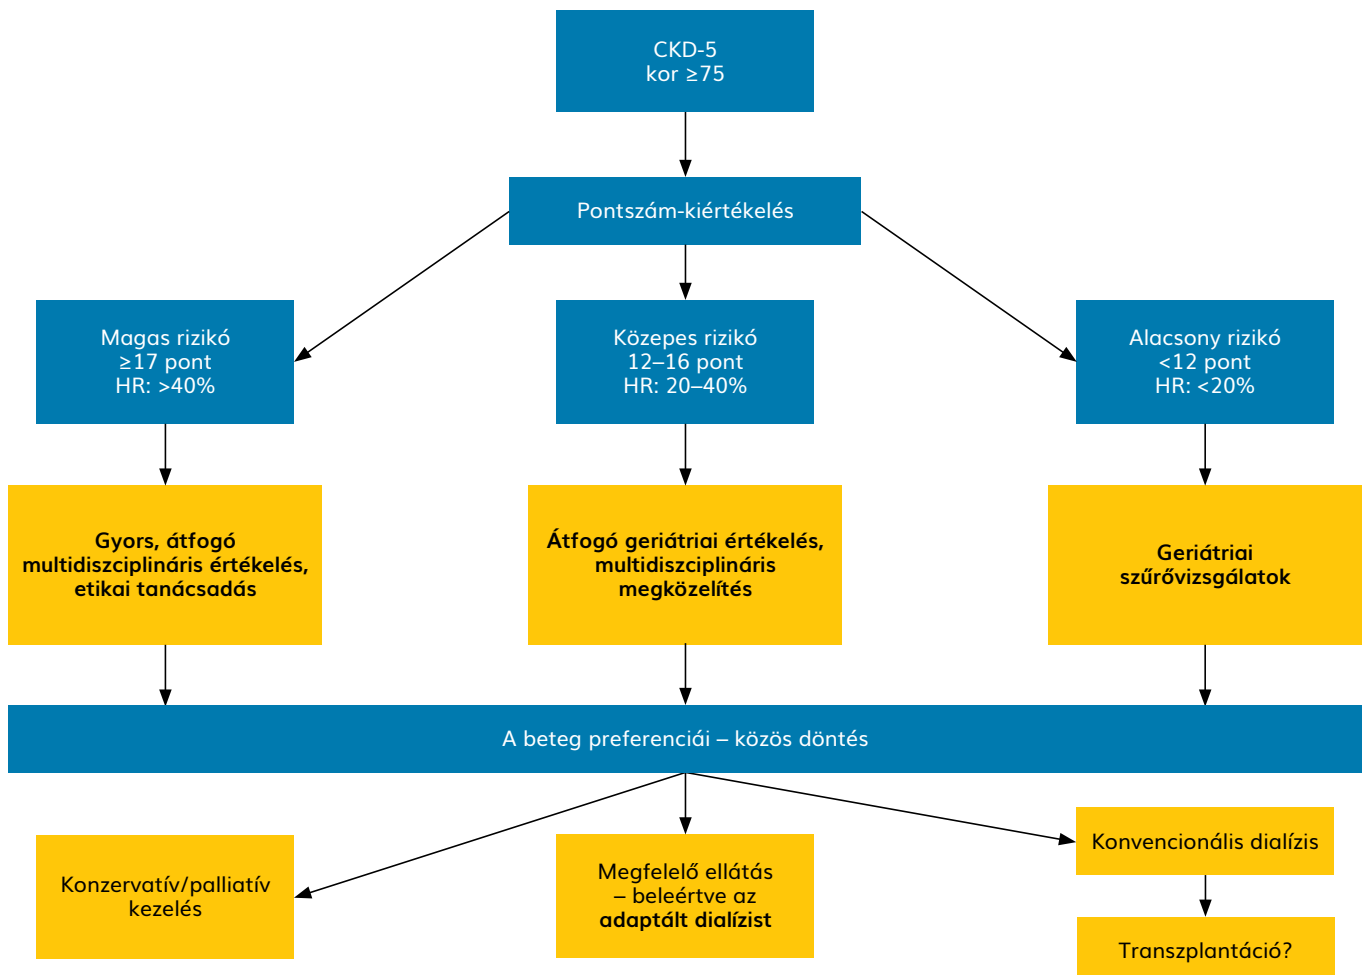 CKD-5
kor ≥75
Pontszám-kiértékelés
Magas rizikó
≥17 pont
HR: >40%
Közepes rizikó
12–16 pont
HR: 20–40%
Alacsony rizikó
<12 pont
HR: <20%
Gyors, átfogó
multidiszciplináris értékelés,
etikai tanácsadás
Átfogó geriátriai értékelés,
multidiszciplináris
megközelítés
Geriátriai
szűrővizsgálatok
A beteg preferenciái – közös döntés
Konzervatív/palliatív
kezelés
Megfelelő ellátás
– beleértve az
adaptált dialízist
Konvencionális dialízis
Transzplantáció?